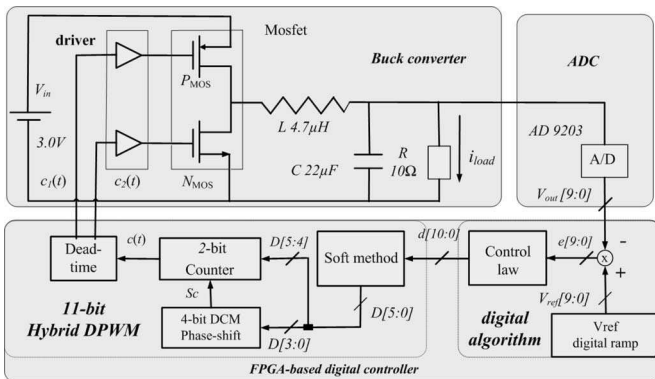 Mosfet
driver
Buck converter
ADC
V_in
P_MOS
L 4.7μH
AD 9203
3.0V
C 22μF
R
10Ω
i_load
A/D
c₁(t)
c₂(t)
N_MOS
V_out[9:0]
Dead-
time
c(t)
2-bit
Counter
D[5:4]
Soft method
d[10:0]
Control
law
e[9:0]
-
x
+
Sc
D[5:0]
V_ref[9:0]
11-bit
Hybrid DPWM
4-bit DCM
Phase-shift
D[3:0]
digital
algorithm
Vref
digital ramp
FPGA-based digital controller